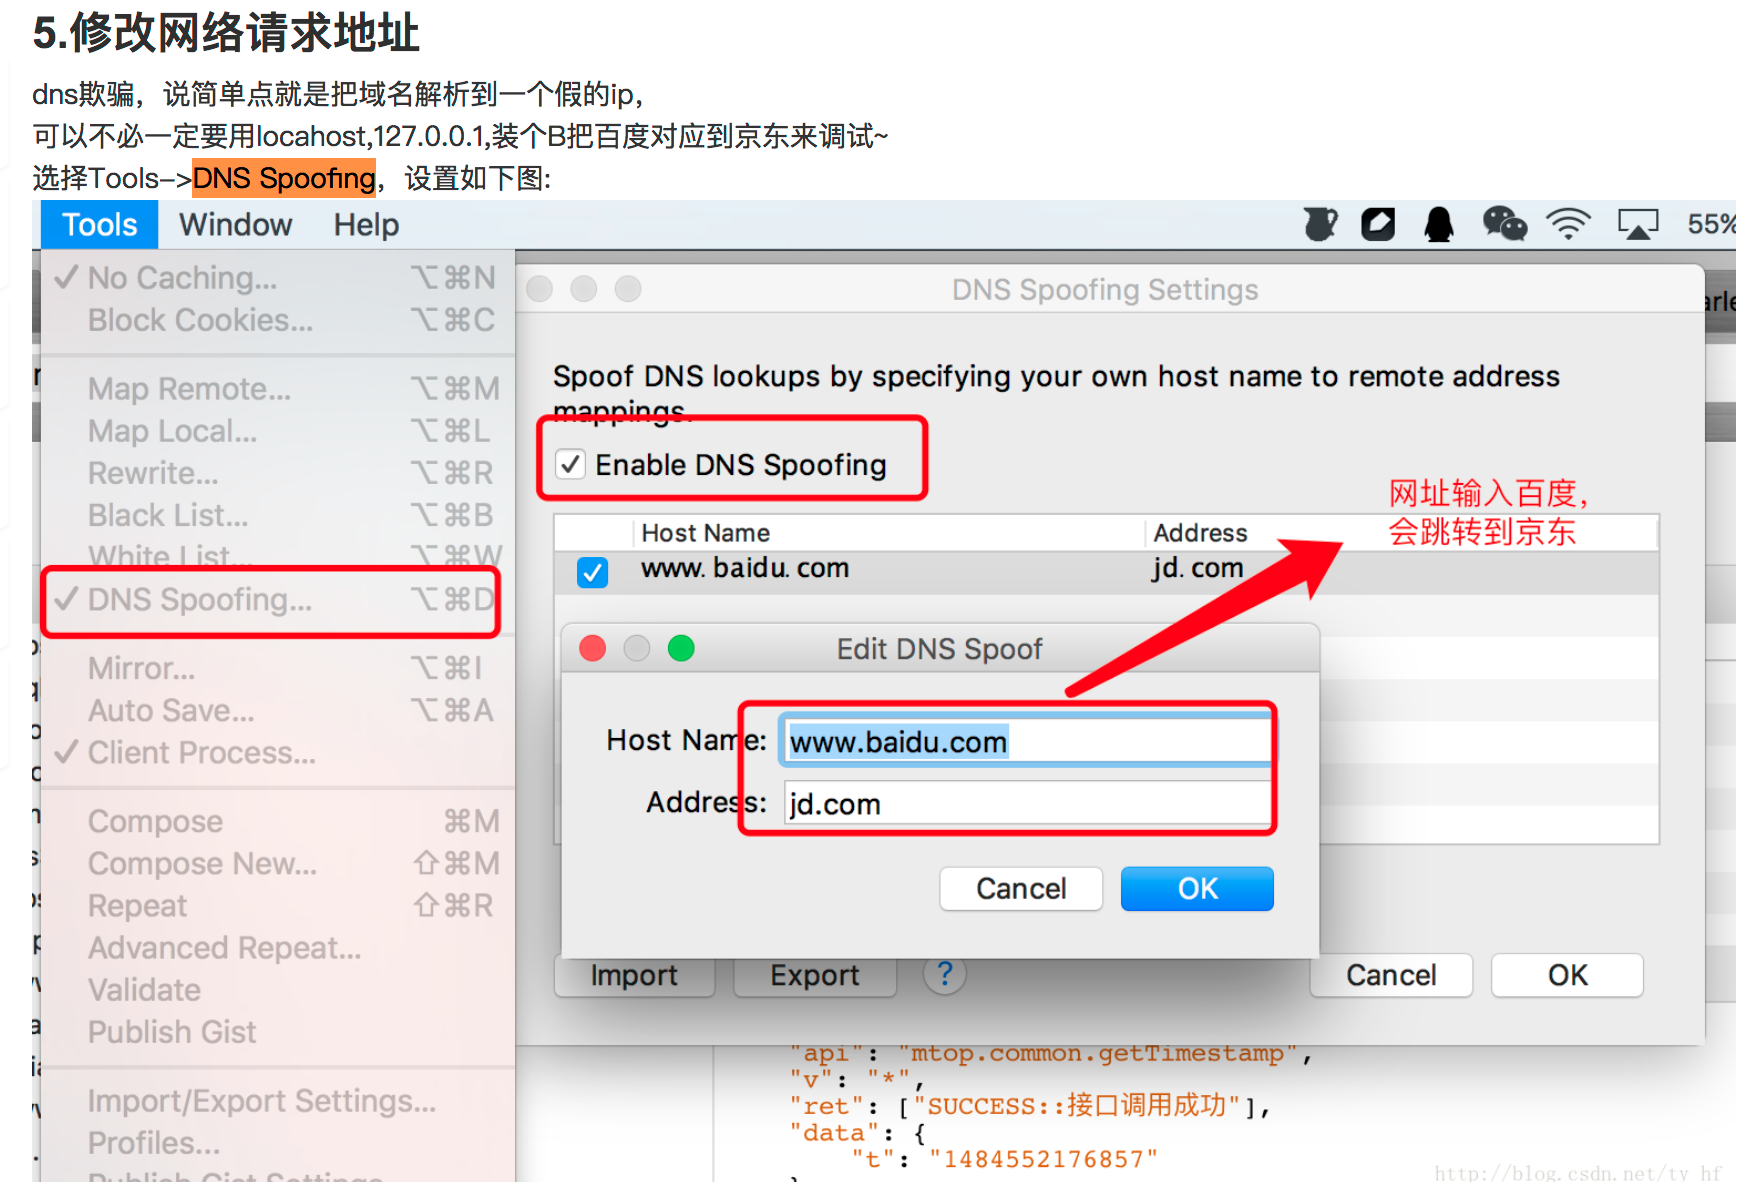 5.修改网络请求地址
dns欺骗，说简单点就是把域名解析到一个假的ip，
可以不必一定要用locahost,127.0.0.1,装个B把百度对应到京东来调试~
选择Tools–>DNS Spoofing，设置如下图:
Tools Window Help 55%
No Caching... ⌥⌘N
Block Cookies... ⌥⌘C
Map Remote... ⌥⌘M
Map Local... ⌥⌘L
Rewrite... ⌥⌘R
Black List... ⌥⌘B
White List... ⌥⌘W
DNS Spoofing... ⌥⌘D
Mirror... ⌥⌘I
Auto Save... ⌥⌘A
Client Process...
Compose ⌘M
Compose New... ⇧⌘M
Repeat ⇧⌘R
Advanced Repeat...
Validate
Publish Gist
Import/Export Settings...
Profiles...
Publish Gist Settings
DNS Spoofing Settings
Spoof DNS lookups by specifying your own host name to remote address
mappings.
Enable DNS Spoofing
网址输入百度，
会跳转到京东
Host Name Address
www.baidu.com jd.com
Edit DNS Spoof
Host Name: www.baidu.com
Address: jd.com
Cancel OK
Import Export ? Cancel OK
"api": "mtop.common.getTimestamp",
"v": "*",
"ret": ["SUCCESS::接口调用成功"],
"data": {
"t": "1484552176857"
http://blog.csdn.net/ty_hf